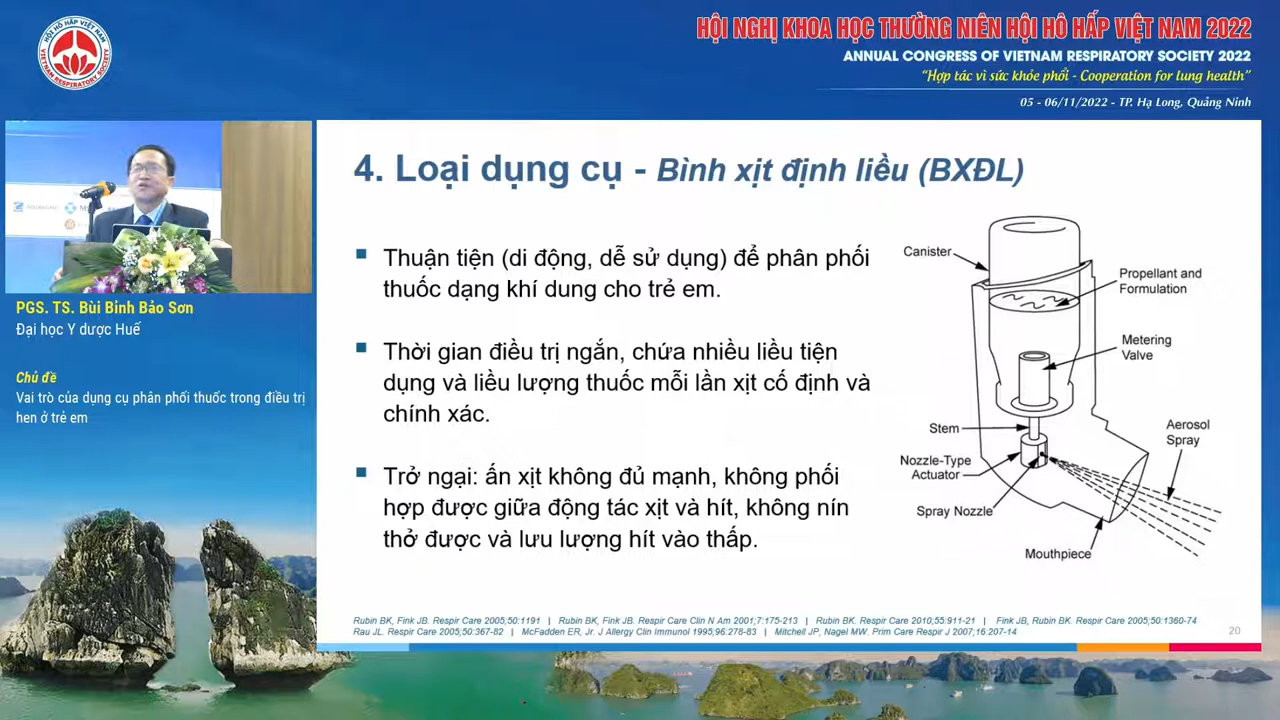 HỘI HÔ HẤP VIỆT NAM
VIETNAM RESPIRATORY SOCIETY
HỘI NGHỊ KHOA HỌC THƯỜNG NIÊN HỘI HÔ HẤP VIỆT NAM 2022
ANNUAL CONGRESS OF VIETNAM RESPIRATORY SOCIETY 2022
“Hợp tác vì sức khỏe phổi - Cooperation for lung health”
05 - 06/11/2022 - TP. Hạ Long, Quảng Ninh
PGS. TS. Bùi Bỉnh Bảo Sơn
Đại học Y dược Huế
Chủ đề
Vai trò của dụng cụ phân phối thuốc trong điều trị
hen ở trẻ em
4. Loại dụng cụ - Bình xịt định liều (BXĐL)
Thuận tiện (di động, dễ sử dụng) để phân phối
thuốc dạng khí dung cho trẻ em.
Thời gian điều trị ngắn, chứa nhiều liều tiện
dụng và liều lượng thuốc mỗi lần xịt cố định và
chính xác.
Trở ngại: ấn xịt không đủ mạnh, không phối
hợp được giữa động tác xịt và hít, không nín
thở được và lưu lượng hít vào thấp.
Canister
Propellant and
Formulation
Metering
Valve
Stem
Aerosol
Spray
Nozzle-Type
Actuator
Spray Nozzle
Mouthpiece
Rubin BK, Fink JB. Respir Care 2005;50:1191 | Rubin BK, Fink JB. Respir Care Clin N Am 2001;7:175-213 | Rubin BK. Respir Care 2010;55:911-21 | Fink JB, Rubin BK. Respir Care 2005;50:1360-74
Rau JL. Respir Care 2005;50:367-82 | McFadden ER, Jr. J Allergy Clin Immunol 1995;96:278-83 | Mitchell JP, Nagel MW. Prim Care Respir J 2007;16:207-14
20